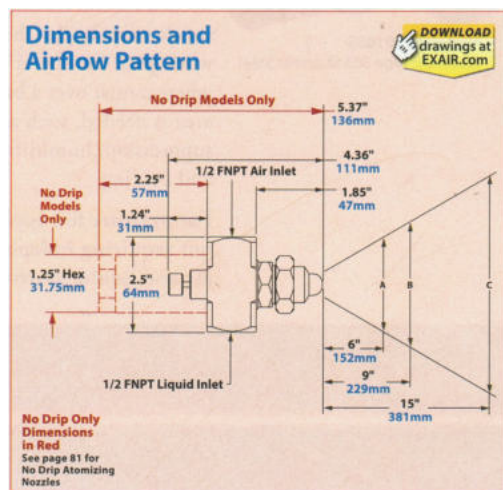 Dimensions and
Airflow Pattern
DOWNLOAD
drawings at
EXAIR.com
No Drip Models Only
5.37"
136mm
4.36"
111mm
2.25"
57mm
1/2 FNPT Air Inlet
No Drip
Models
Only
1.85"
47mm
1.24"
31mm
1.25" Hex
31.75mm
2.5"
64mm
A
B
C
6"
152mm
9"
229mm
1/2 FNPT Liquid Inlet
15"
381mm
No Drip Only
Dimensions
in Red
See page 81 for
No Drip Atomizing
Nozzles